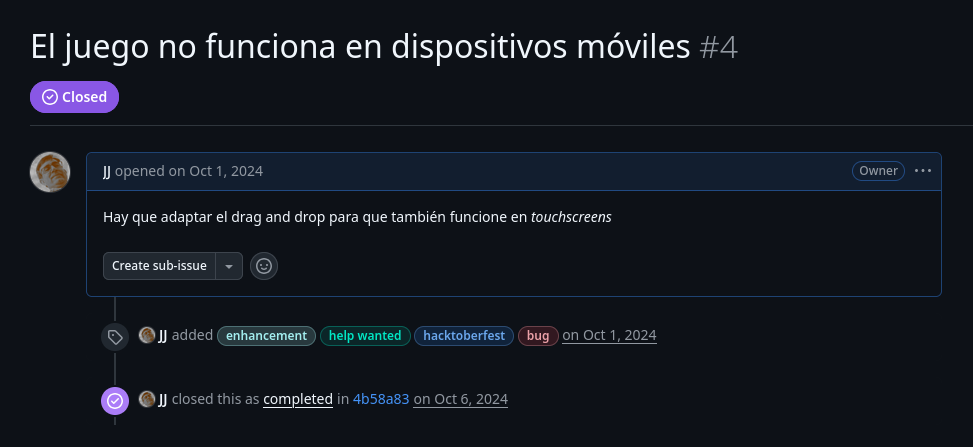 El juego no funciona en dispositivos móviles #4
Closed
JJ opened on Oct 1, 2024 Owner
Hay que adaptar el drag and drop para que también funcione en touchscreens
Create sub-issue
JJ added enhancement help wanted hacktoberfest bug on Oct 1, 2024
JJ closed this as completed in 4b58a83 on Oct 6, 2024